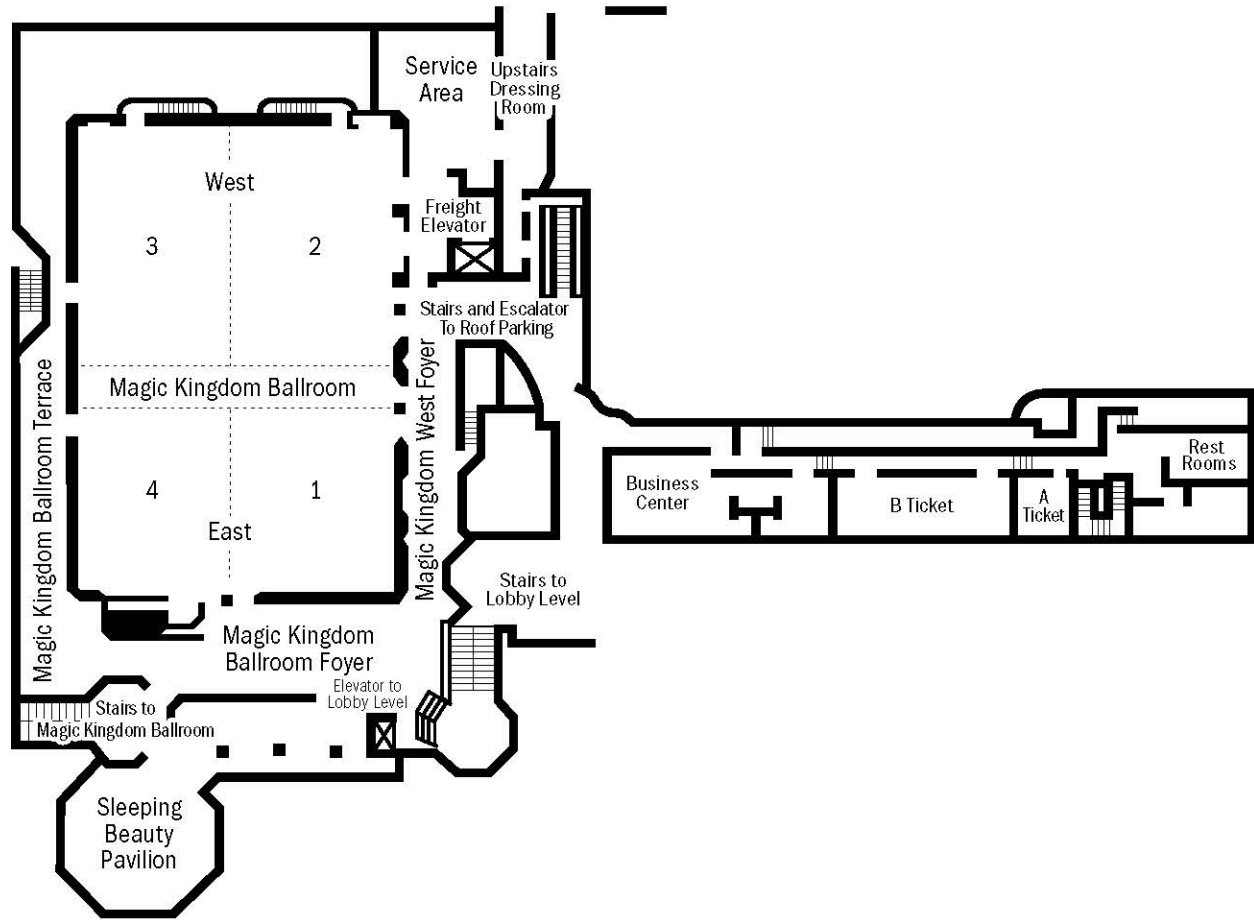 Service
Area
Upstairs
Dressing
Room
West
Freight
Elevator
3
2
Stairs and Escalator
To Roof Parking
Magic Kingdom Ballroom
Magic Kingdom Ballroom Terrace
Magic Kingdom West Foyer
4
1
East
Business
Center
B Ticket
A
Ticket
Rest
Rooms
Stairs to
Lobby Level
Magic Kingdom
Ballroom Foyer
Elevator to
Lobby Level
Stairs to
Magic Kingdom Ballroom
Sleeping
Beauty
Pavilion